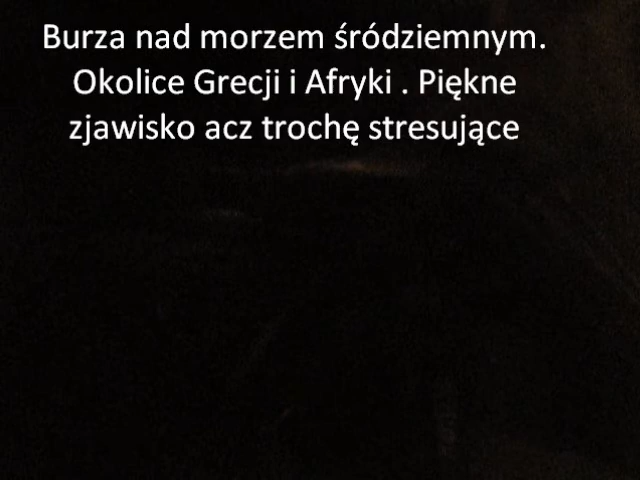 Burza nad morzem śródziemnym.
Okolice Grecji i Afryki . Piękne
zjawisko acz trochę stresujące